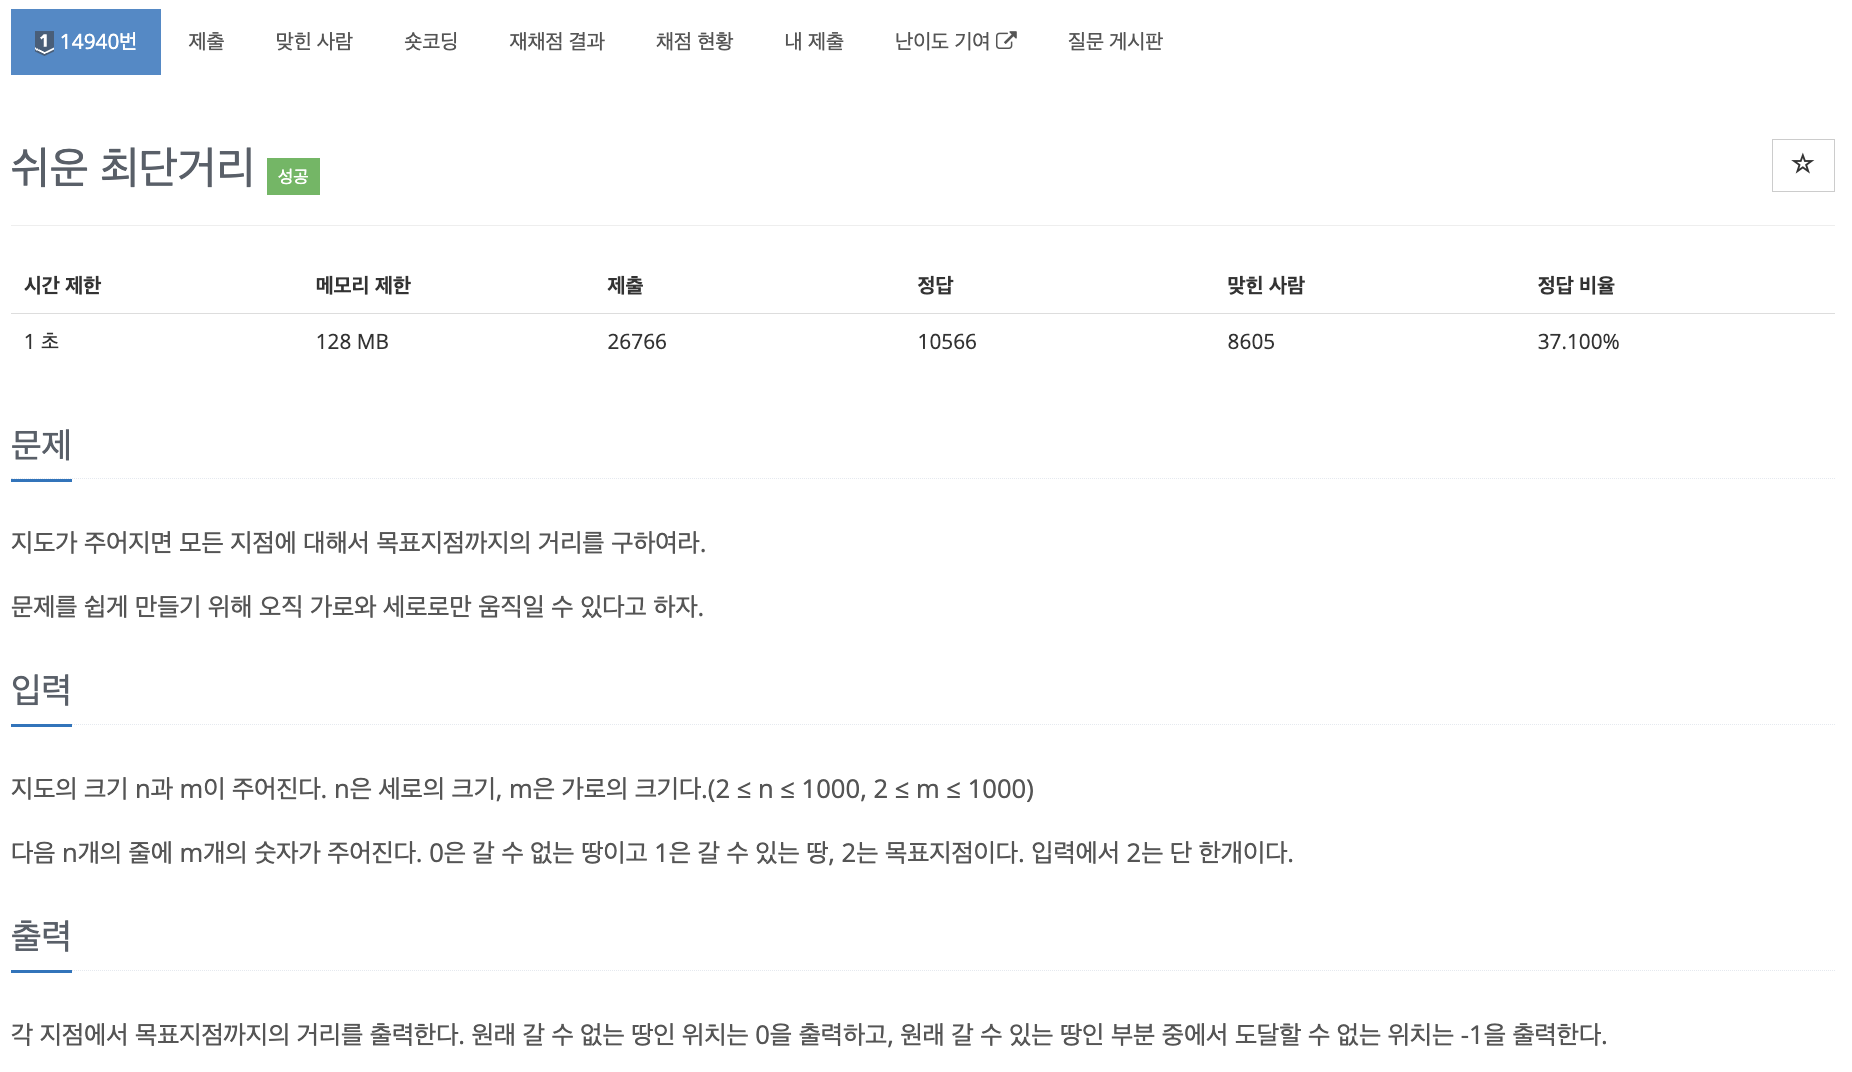 1 14940번 제출 맞힌 사람 숏코딩 재채점 결과 채점 현황 내 제출 난이도 기여 질문 게시판
쉬운 최단거리 성공
시간 제한 메모리 제한 제출 정답 맞힌 사람 정답 비율
1 초 128 MB 26766 10566 8605 37.100%
문제
지도가 주어지면 모든 지점에 대해서 목표지점까지의 거리를 구하여라.
문제를 쉽게 만들기 위해 오직 가로와 세로로만 움직일 수 있다고 하자.
입력
지도의 크기 n과 m이 주어진다. n은 세로의 크기, m은 가로의 크기다.(2 ≤ n ≤ 1000, 2 ≤ m ≤ 1000)
다음 n개의 줄에 m개의 숫자가 주어진다. 0은 갈 수 없는 땅이고 1은 갈 수 있는 땅, 2는 목표지점이다. 입력에서 2는 단 한개이다.
출력
각 지점에서 목표지점까지의 거리를 출력한다. 원래 갈 수 없는 땅인 위치는 0을 출력하고, 원래 갈 수 있는 땅인 부분 중에서 도달할 수 없는 위치는 -1을 출력한다.